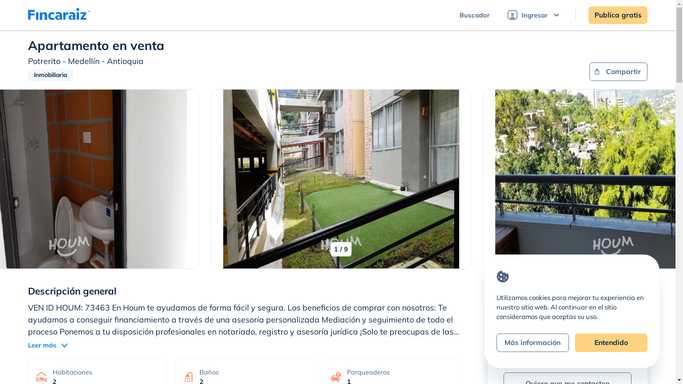 Fincaraiz
Buscador
Ingresar
Publica gratis
Apartamento en venta
Potrerito - Medellín - Antioquia
Inmobiliaria
Compartir
HOUM
HOUM
HOUM
1 / 9
Descripción general
VEN ID HOUM: 73463 En Houm te ayudamos de forma fácil y segura. Los beneficios de comprar con nosotros: Te
ayudamos a conseguir financiamiento a través de una asesoría personalizada Mediación y seguimiento de todo el
proceso Ponemos a tu disposición profesionales en notariado, registro y asesoría jurídica ¡Solo te preocupas de las...
Leer más
Habitaciones
2
Baños
2
Parqueaderos
1
Utilizamos cookies para mejorar tu experiencia en
nuestro sitio web. Al continuar en el sitio
consideramos que aceptas su uso.
Más información
Entendido
Quiero que me contacten